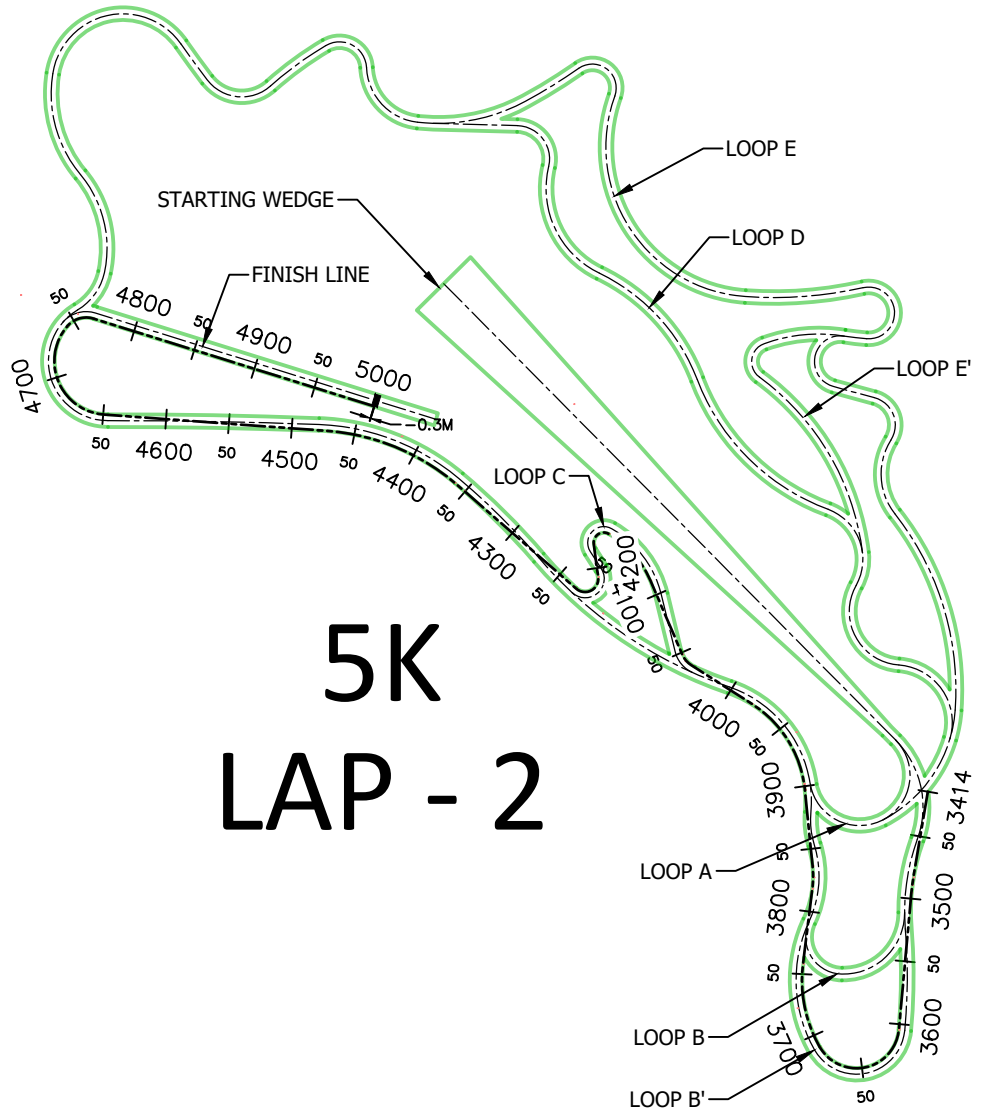 LOOP E
STARTING WEDGE
LOOP D
FINISH LINE
50
4800
50
4900
50
5000
4700
LOOP E'
-0.3M
50
4600
50
4500
50
4400
LOOP C
50
4300
50
4200
50
4100
50
5K
LAP - 2
4000
50
3900
3414
50
50
LOOP A
3800
3500
50
50
LOOP B
3700
3600
LOOP B'
50